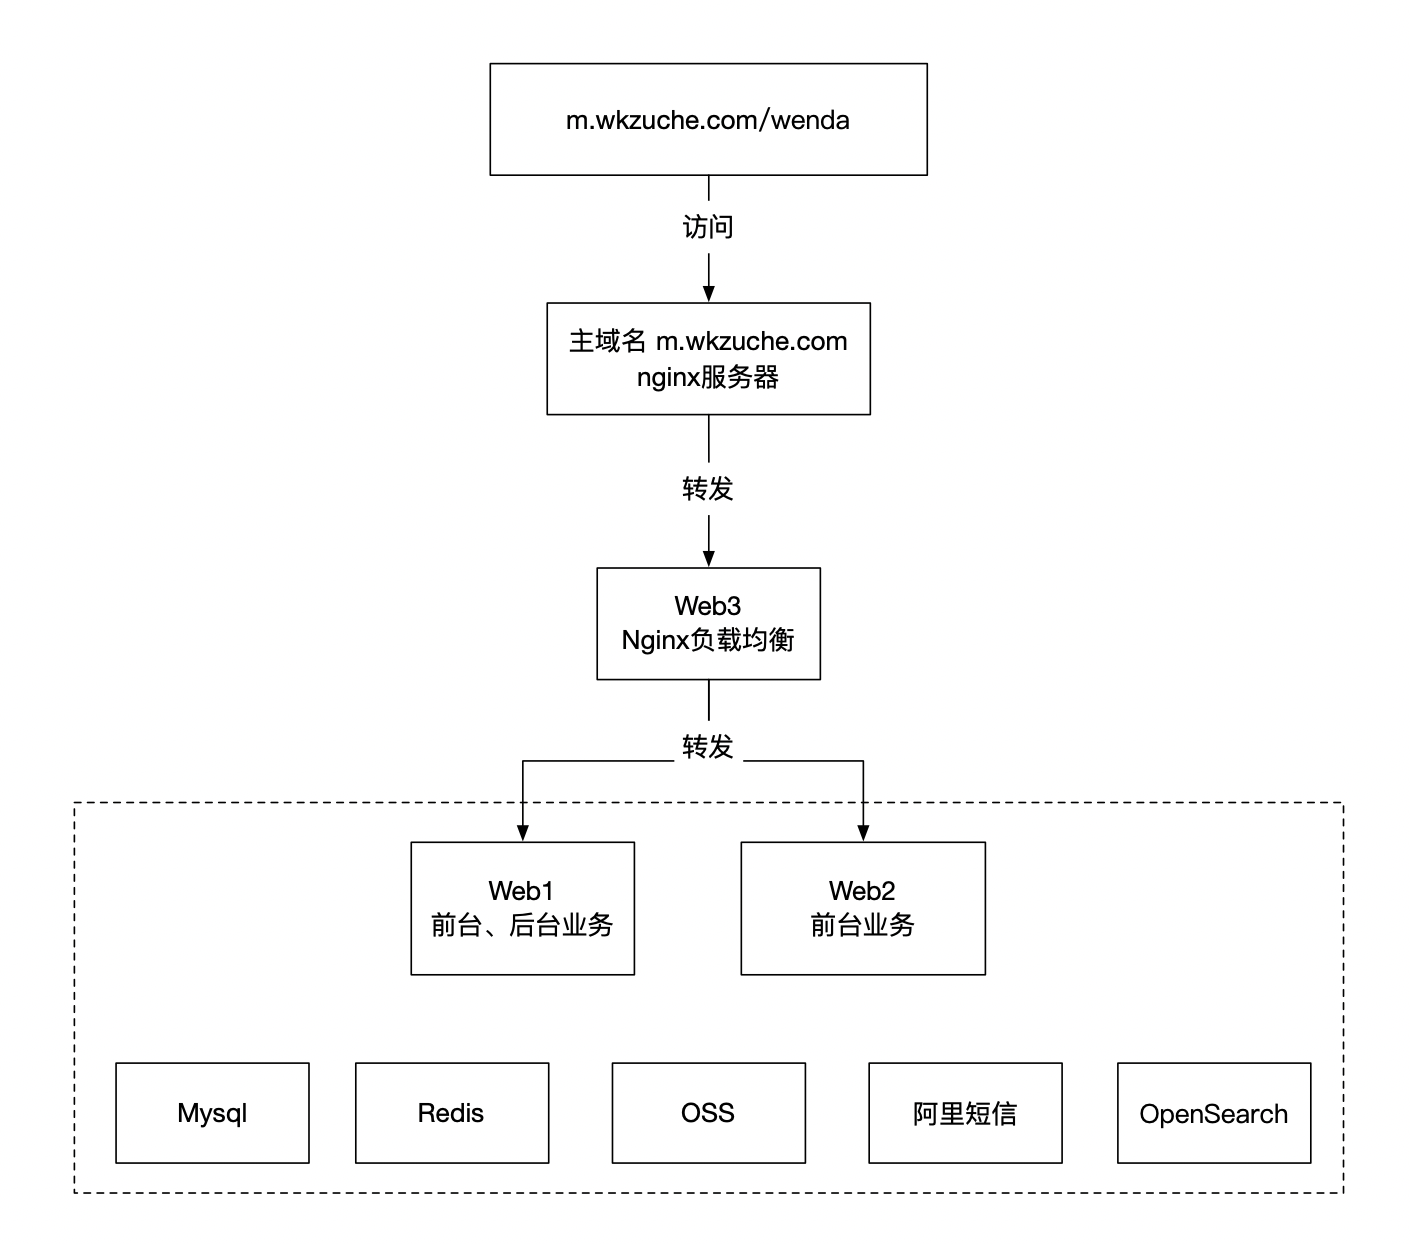 m.wkzuche.com/wenda
访问
主域名 m.wkzuche.com
nginx服务器
转发
Web3
Nginx负载均衡
转发
Web1
前台、后台业务
Web2
前台业务
Mysql
Redis
OSS
阿里短信
OpenSearch